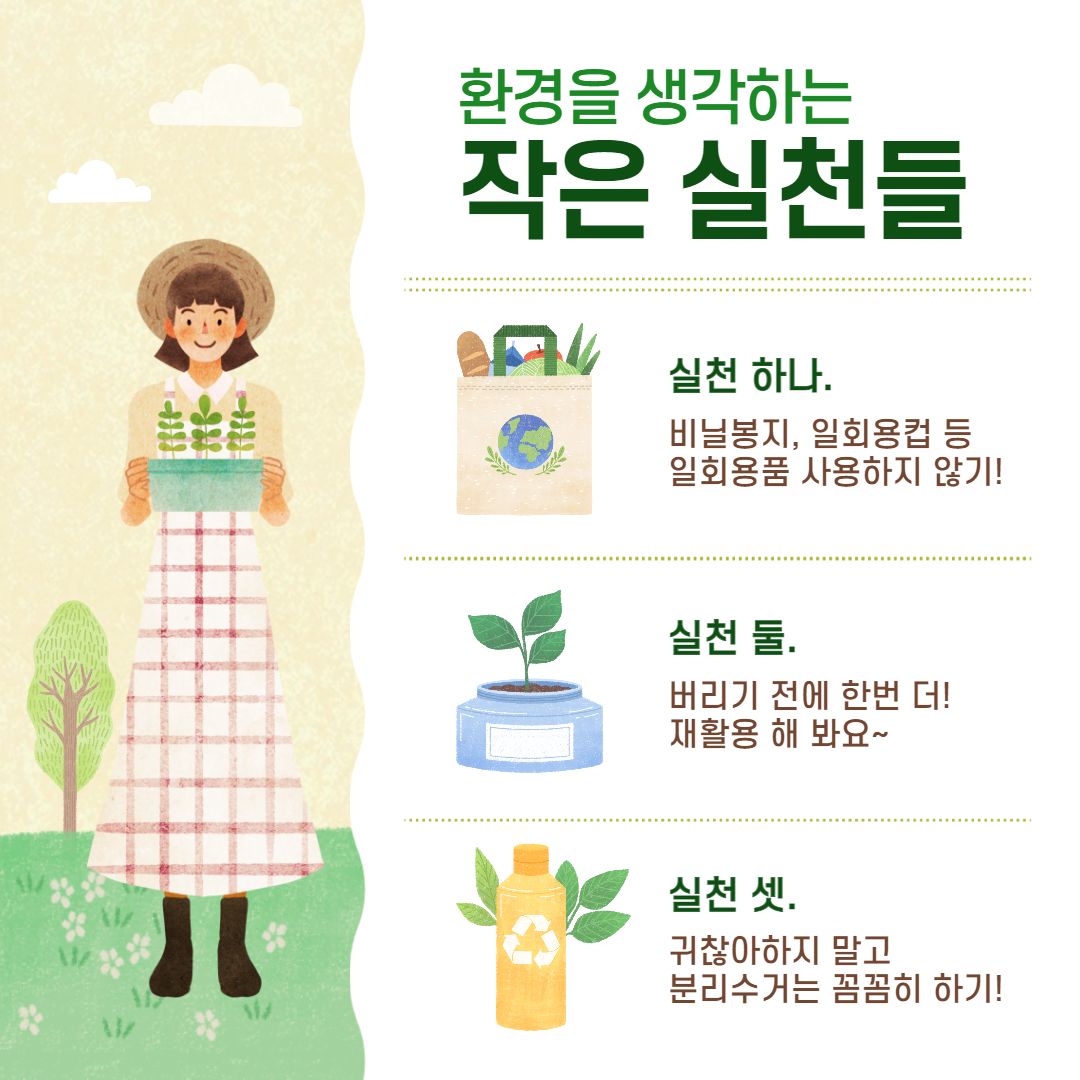 환경을 생각하는
작은 실천들
실천 하나.
비닐봉지, 일회용컵 등
일회용품 사용하지 않기!
실천 둘.
버리기 전에 한번 더!
재활용 해 봐요~
실천 셋.
귀찮아하지 말고
분리수거는 꼼꼼히 하기!